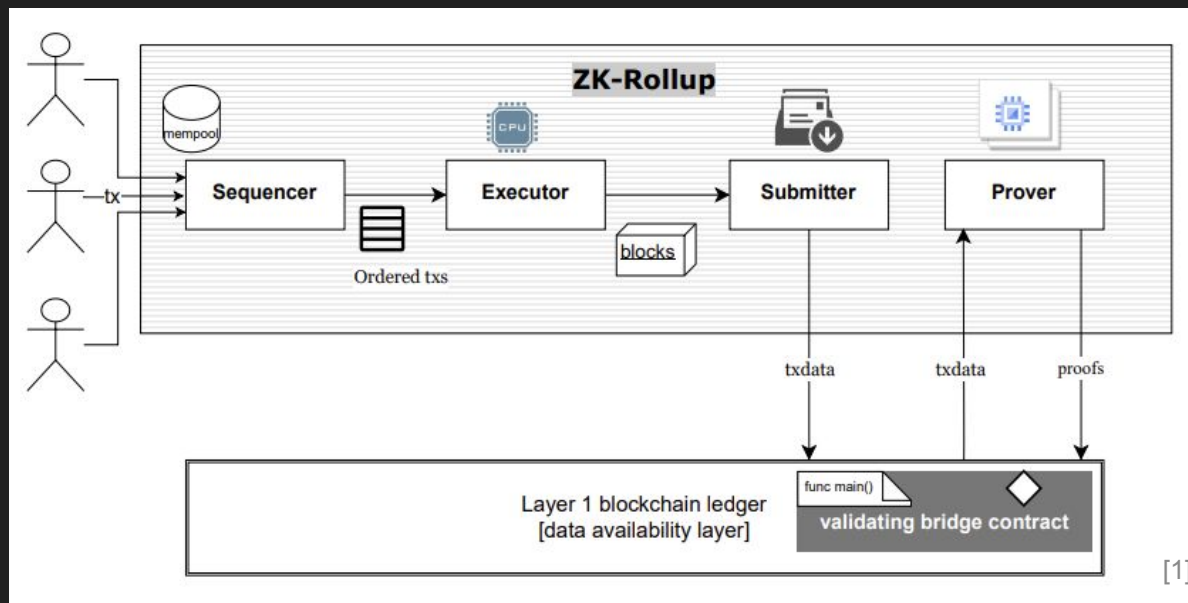 ZK-Rollup
mempool
CPU
tx
Sequencer
Executor
Submitter
Prover
Ordered txs
blocks
txdata
txdata
proofs
Layer 1 blockchain ledger
[data availability layer]
func main()
validating bridge contract
[1]